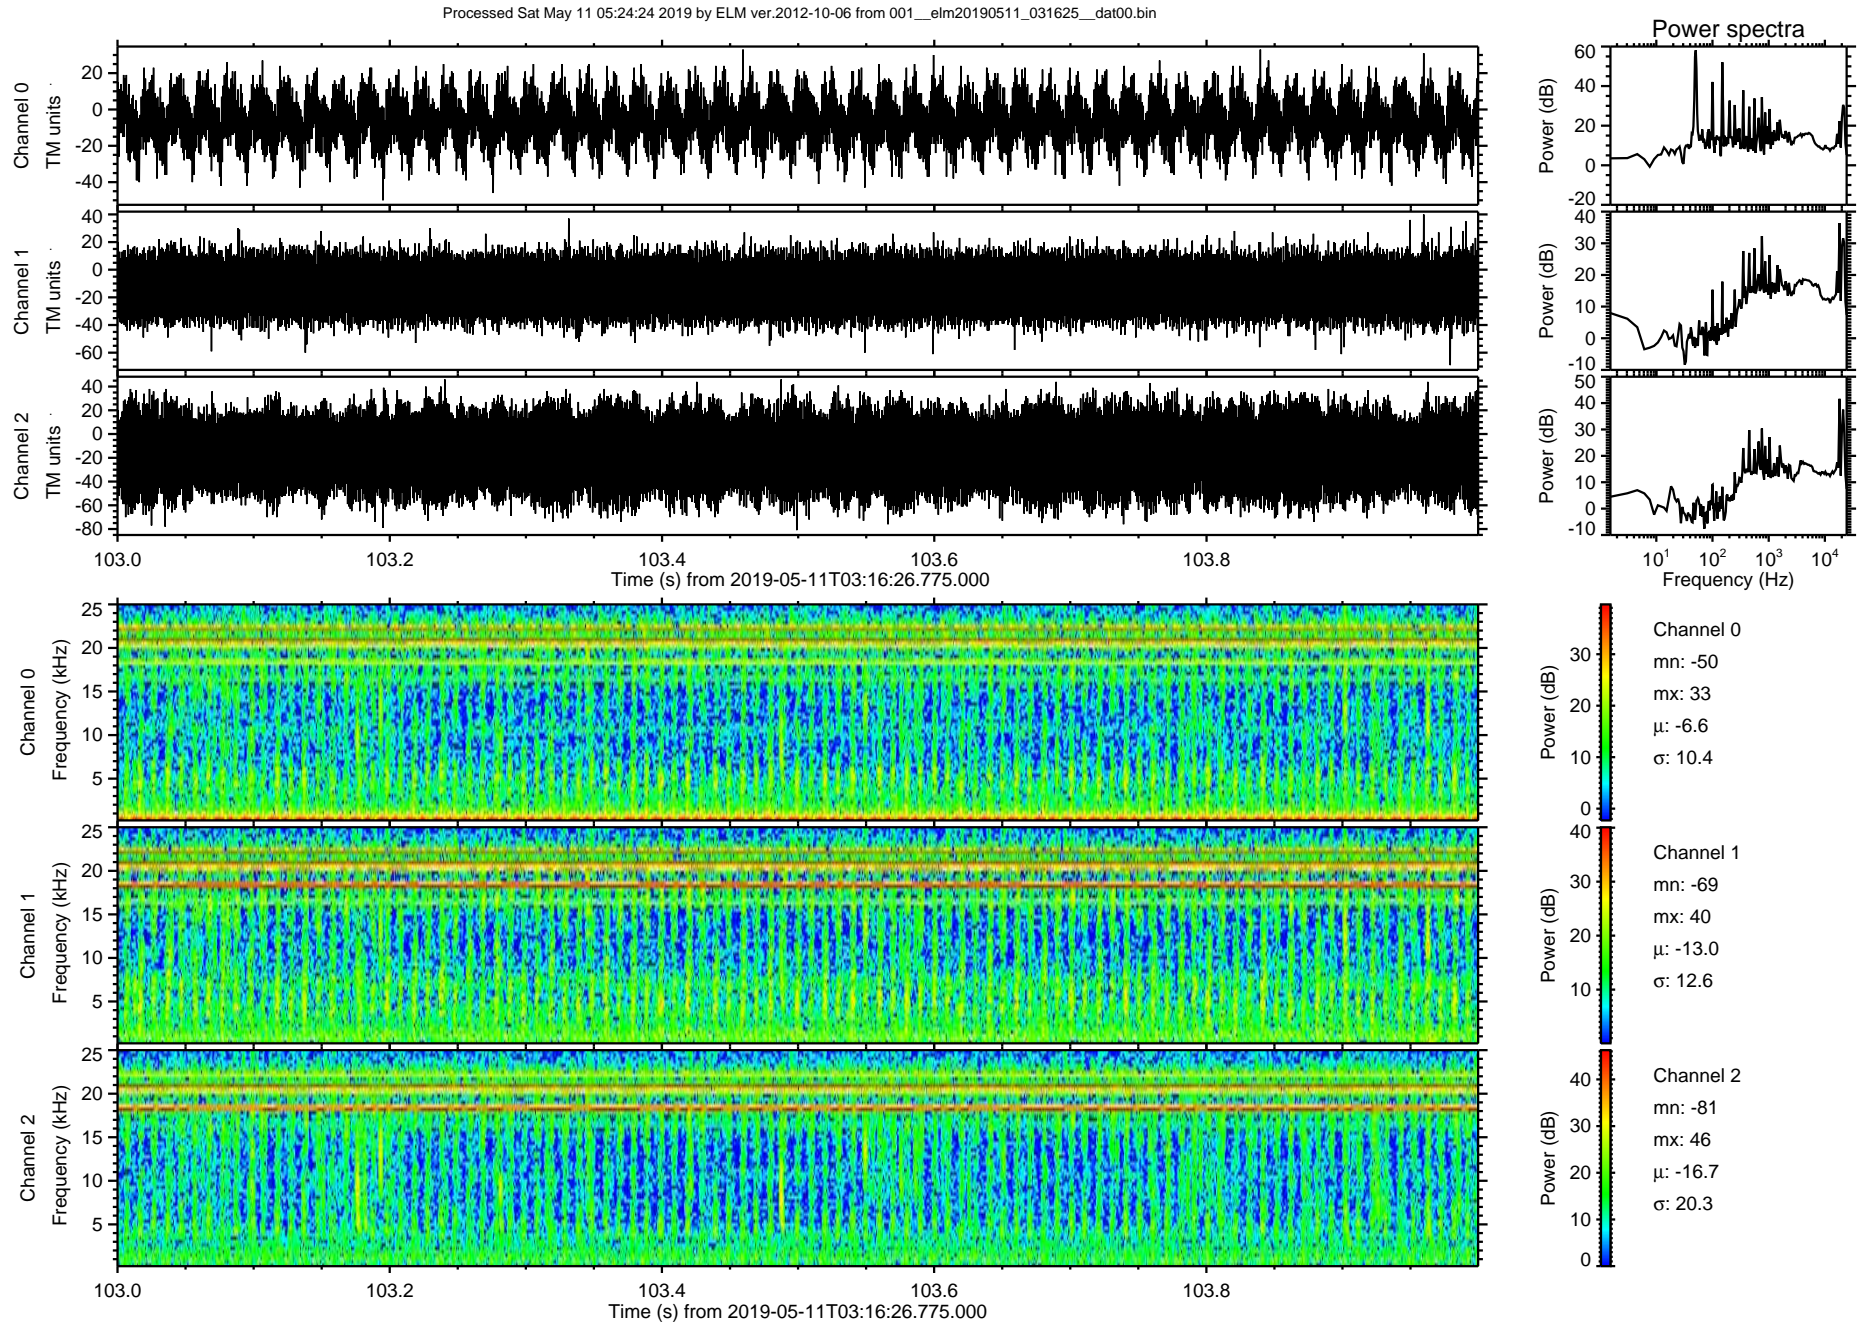 Processed Sat May 11 05:24:24 2019 by ELM ver.2012-10-06 from 001__elm20190511_031625__dat00.bin
Power spectra
Channel 0
TM units
20
0
-20
-40
Power (dB)
60
40
20
0
-20
Channel 1
TM units
40
20
0
-20
-40
-60
Power (dB)
40
30
20
10
0
-10
Channel 2
TM units
40
20
0
-20
-40
-60
-80
Power (dB)
50
40
30
20
10
0
-10
103.0 103.2 103.4 103.6 103.8
Time (s) from 2019-05-11T03:16:26.775.000
10¹ 10² 10³ 10⁴
Frequency (Hz)
Channel 0
Frequency (kHz)
25
20
15
10
5
Power (dB)
30
20
10
0
Channel 0
mn: -50
mx: 33
μ: -6.6
σ: 10.4
Channel 1
Frequency (kHz)
25
20
15
10
5
Power (dB)
40
30
20
10
Channel 1
mn: -69
mx: 40
μ: -13.0
σ: 12.6
Channel 2
Frequency (kHz)
25
20
15
10
5
Power (dB)
40
30
20
10
0
Channel 2
mn: -81
mx: 46
μ: -16.7
σ: 20.3
103.0 103.2 103.4 103.6 103.8
Time (s) from 2019-05-11T03:16:26.775.000